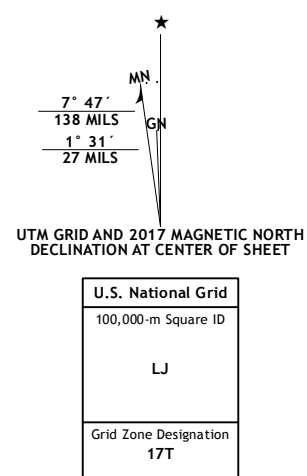 ★
MN
7° 47´
138 MILS
GN
1° 31´
27 MILS
UTM GRID AND 2017 MAGNETIC NORTH
DECLINATION AT CENTER OF SHEET
U.S. National Grid
100,000-m Square ID
LJ
Grid Zone Designation
17T